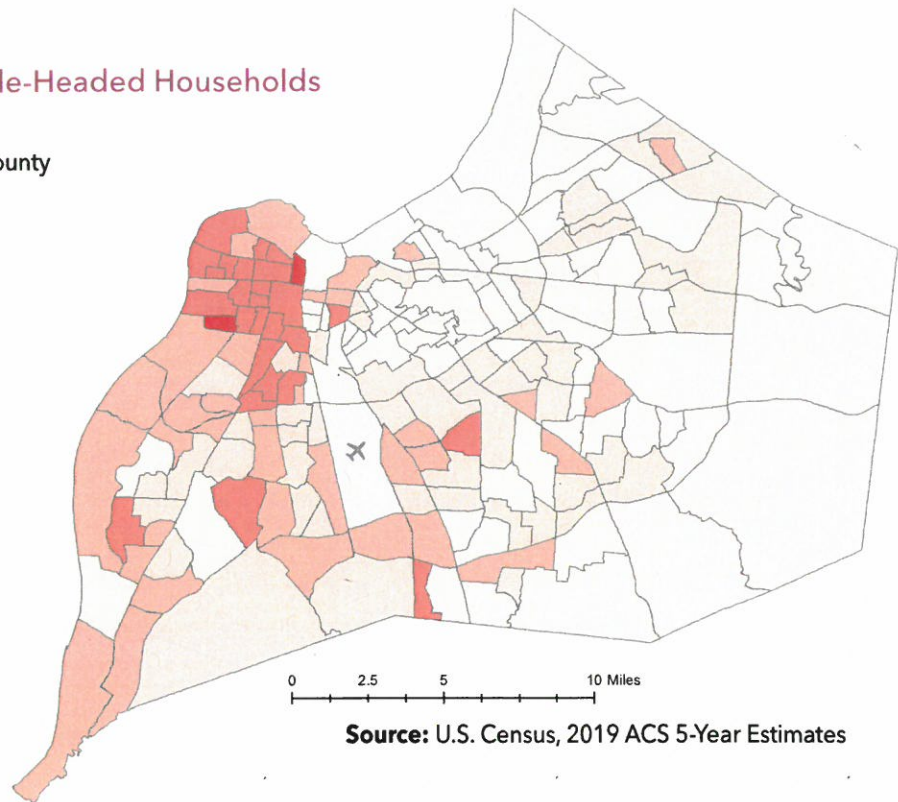 le-Headed Households
ounty
0 2.5 5 10 Miles
Source: U.S. Census, 2019 ACS 5-Year Estimates